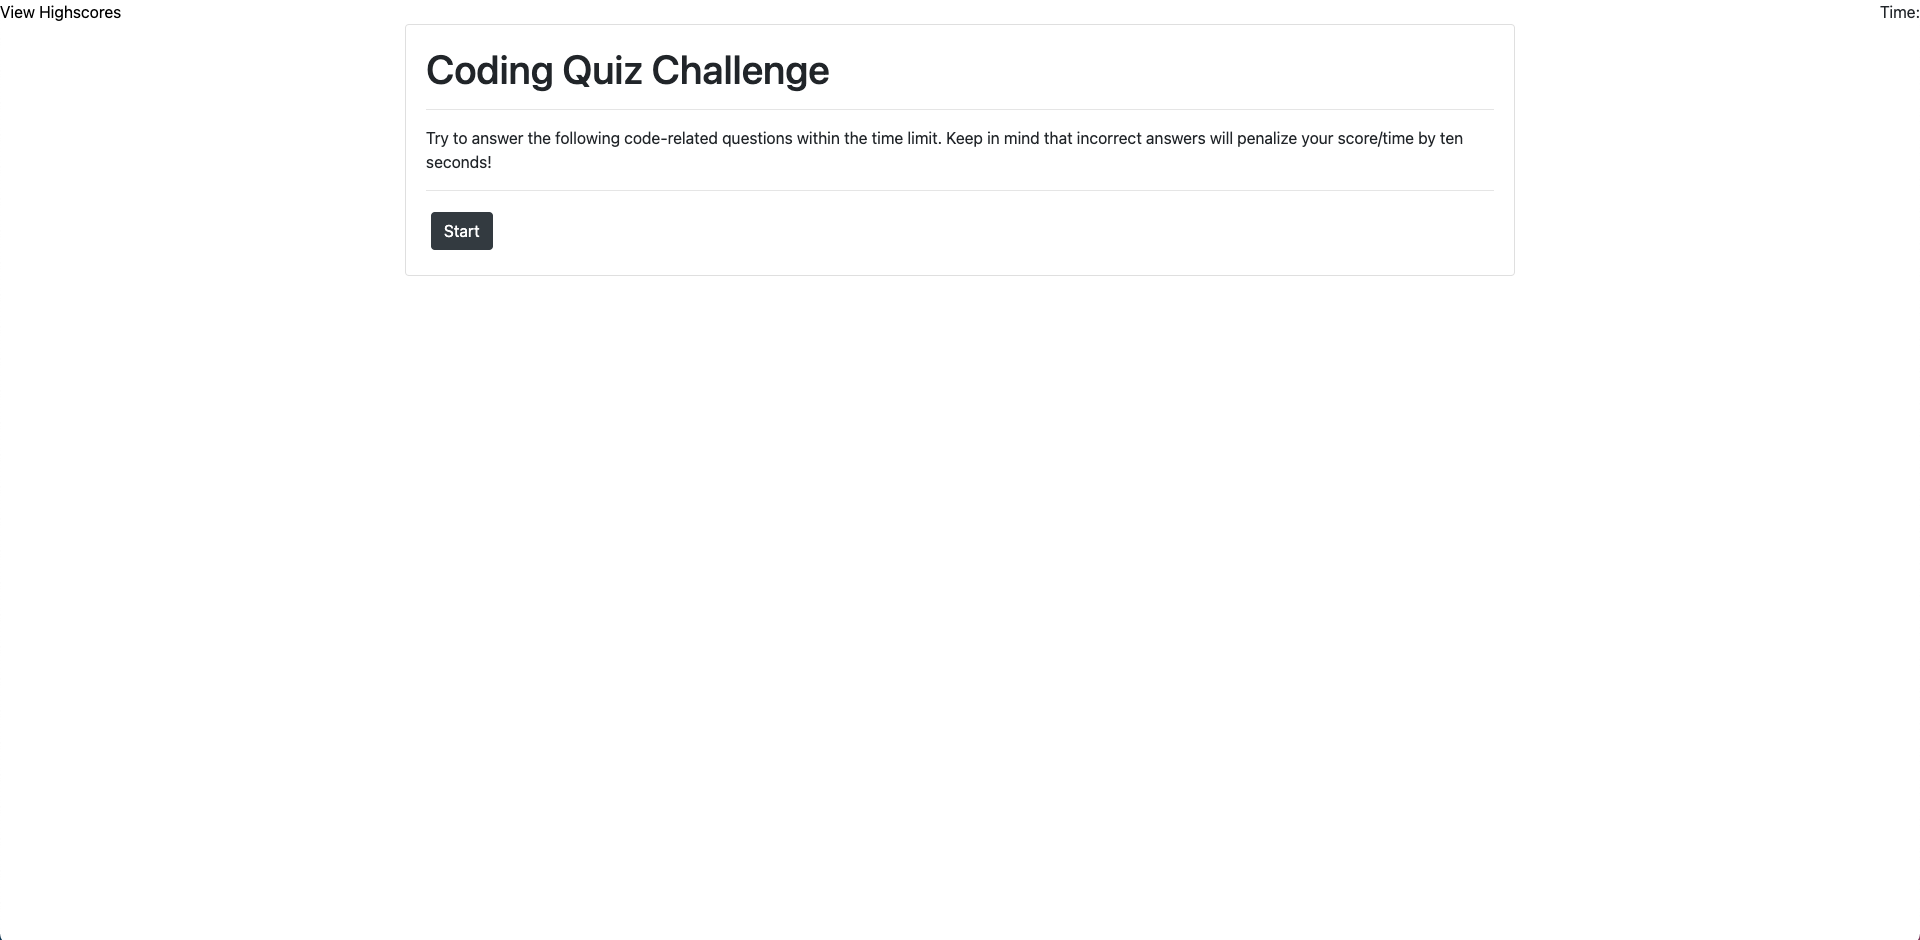 View Highscores
Time:
Coding Quiz Challenge
Try to answer the following code-related questions within the time limit. Keep in mind that incorrect answers will penalize your score/time by ten
seconds!
Start